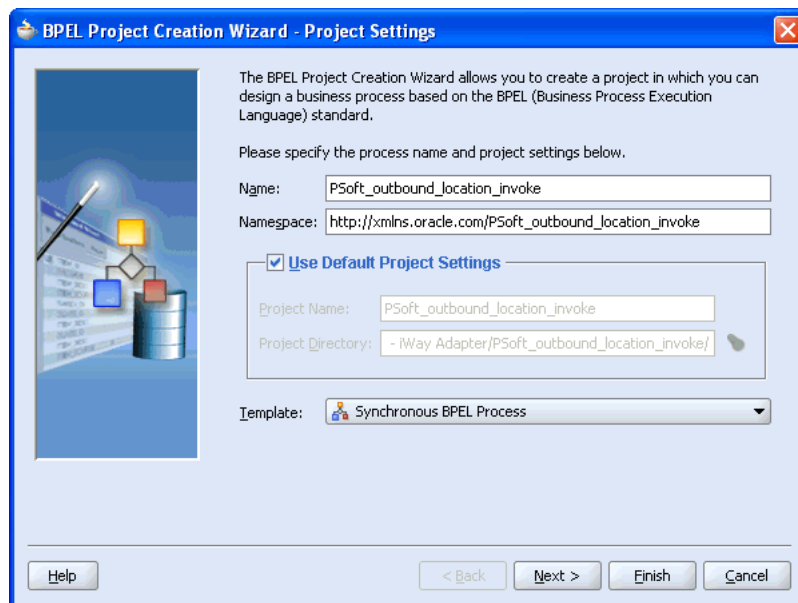 BPEL Project Creation Wizard - Project Settings
The BPEL Project Creation Wizard allows you to create a project in which you can
design a business process based on the BPEL (Business Process Execution
Language) standard.
Please specify the process name and project settings below.
Name: PSoft_outbound_location_invoke
Namespace: http://xmlns.oracle.com/PSoft_outbound_location_invoke
Use Default Project Settings
Project Name: PSoft_outbound_location_invoke
Project Directory: - iWay Adapter/PSoft_outbound_location_invoke/
Template: Synchronous BPEL Process
Help < Back Next > Finish Cancel